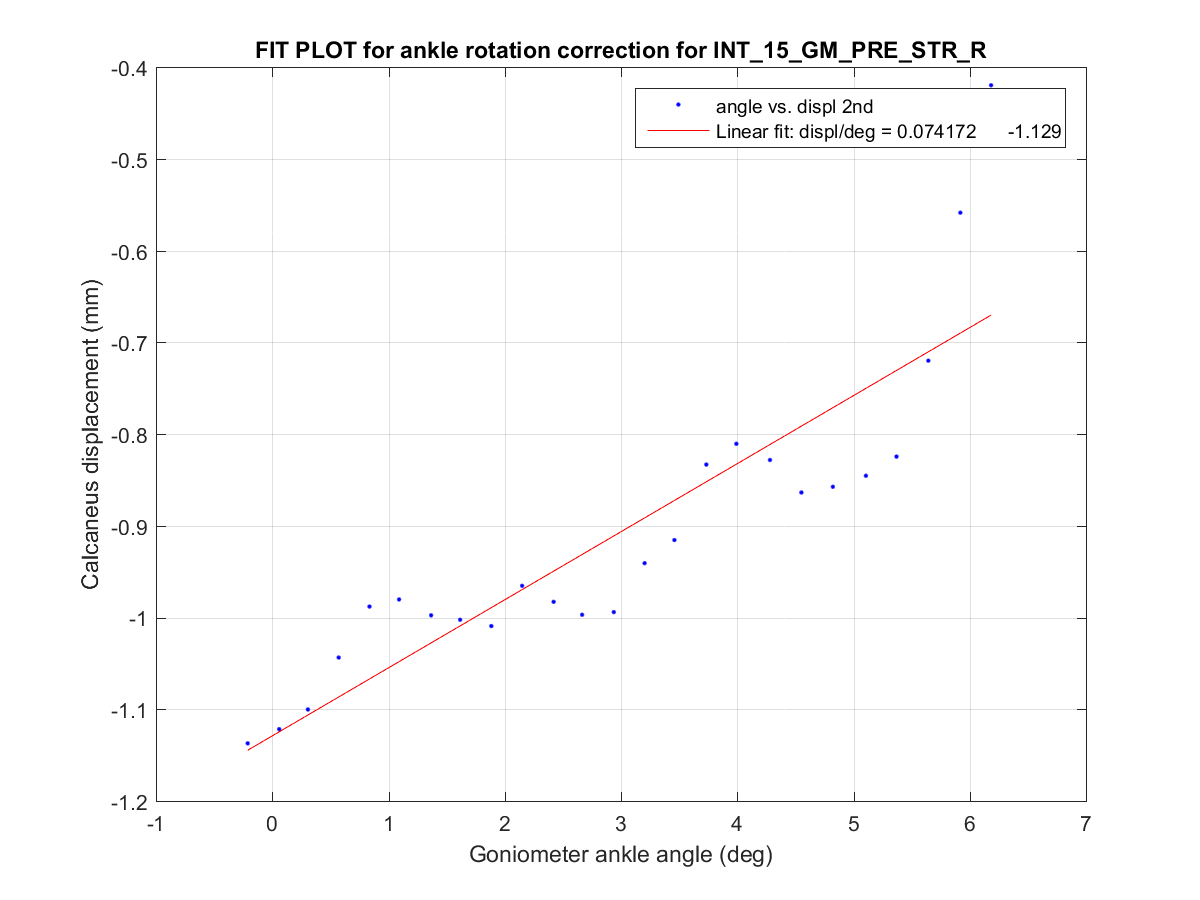 FIT PLOT for ankle rotation correction for INT_15_GM_PRE_STR_R
-0.4
angle vs. displ 2nd
Linear fit: displ/deg = 0.074172 -1.129
-0.5
-0.6
-0.7
-0.8
-0.9
-1
-1.1
-1.2
Calcaneus displacement (mm)
-1 0 1 2 3 4 5 6 7
Goniometer ankle angle (deg)